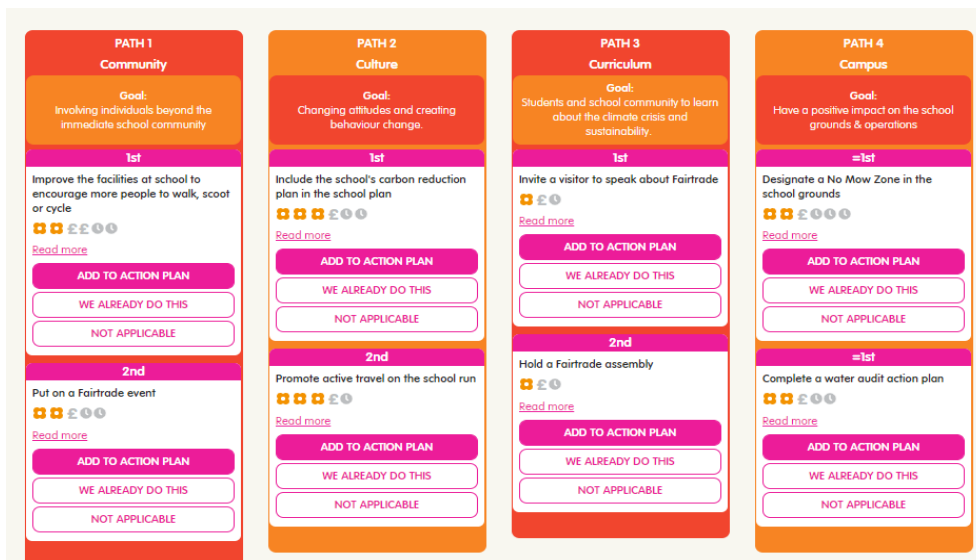 PATH 1
Community
Goal:
Involving individuals beyond the
immediate school community
1st
Improve the facilities at school to
encourage more people to walk, scoot
or cycle
££
Read more
ADD TO ACTION PLAN
WE ALREADY DO THIS
NOT APPLICABLE
2nd
Put on a Fairtrade event
£
Read more
ADD TO ACTION PLAN
WE ALREADY DO THIS
NOT APPLICABLE
PATH 2
Culture
Goal:
Changing attitudes and creating
behaviour change.
1st
Include the school's carbon reduction
plan in the school plan
£
Read more
ADD TO ACTION PLAN
WE ALREADY DO THIS
NOT APPLICABLE
2nd
Promote active travel on the school run
£
Read more
ADD TO ACTION PLAN
WE ALREADY DO THIS
NOT APPLICABLE
PATH 3
Curriculum
Goal:
Students and school community to learn
about the climate crisis and
sustainability.
1st
Invite a visitor to speak about Fairtrade
£
Read more
ADD TO ACTION PLAN
WE ALREADY DO THIS
NOT APPLICABLE
2nd
Hold a Fairtrade assembly
£
Read more
ADD TO ACTION PLAN
WE ALREADY DO THIS
NOT APPLICABLE
PATH 4
Campus
Goal:
Have a positive impact on the school
grounds & operations
=1st
Designate a No Mow Zone in the
school grounds
£
Read more
ADD TO ACTION PLAN
WE ALREADY DO THIS
NOT APPLICABLE
=1st
Complete a water audit action plan
£
Read more
ADD TO ACTION PLAN
WE ALREADY DO THIS
NOT APPLICABLE